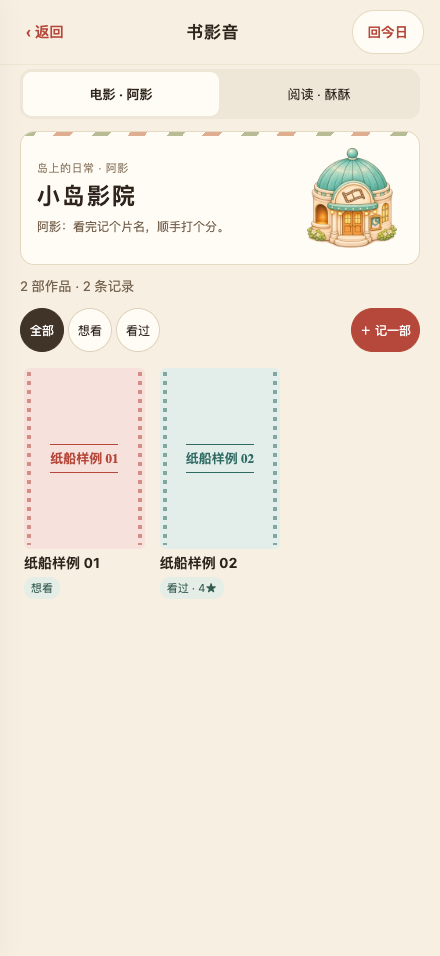 ‹ 返回
书影音
回今日
电影 · 阿影
阅读 · 酥酥
岛上的日常 · 阿影
小岛影院
阿影：看完记个片名，顺手打个分。
2 部作品 · 2 条记录
全部
想看
看过
+ 记一部
纸船样例 01
纸船样例 02
纸船样例 01
纸船样例 02
想看
看过 · 4★